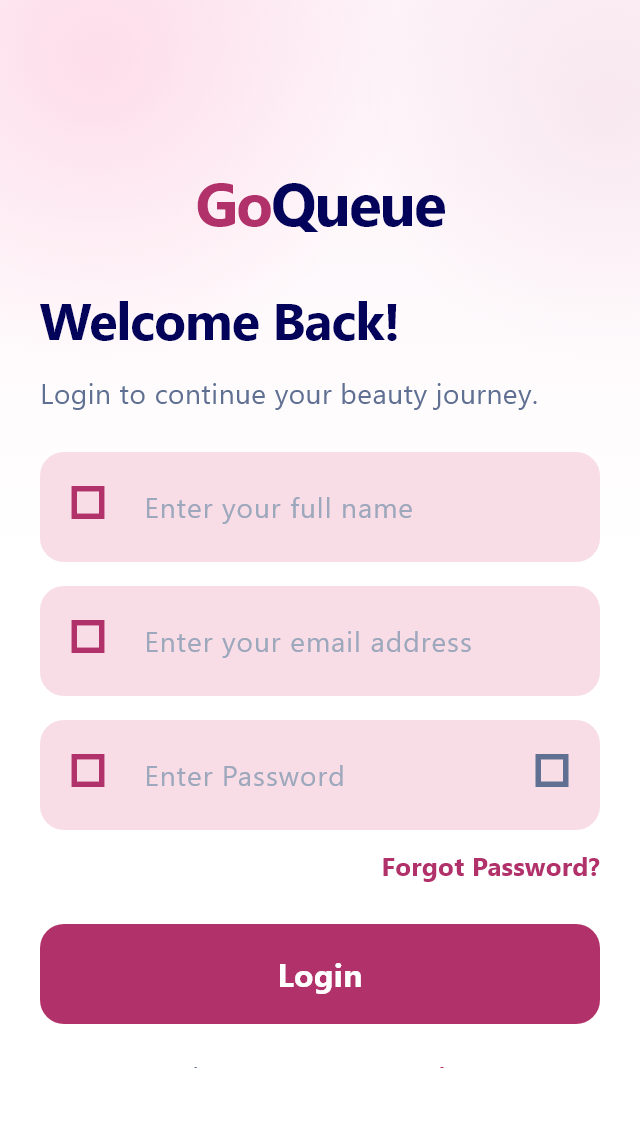 GoQueue
Welcome Back!
Login to continue your beauty journey.
Enter your full name
Enter your email address
Enter Password
Forgot Password?
Login